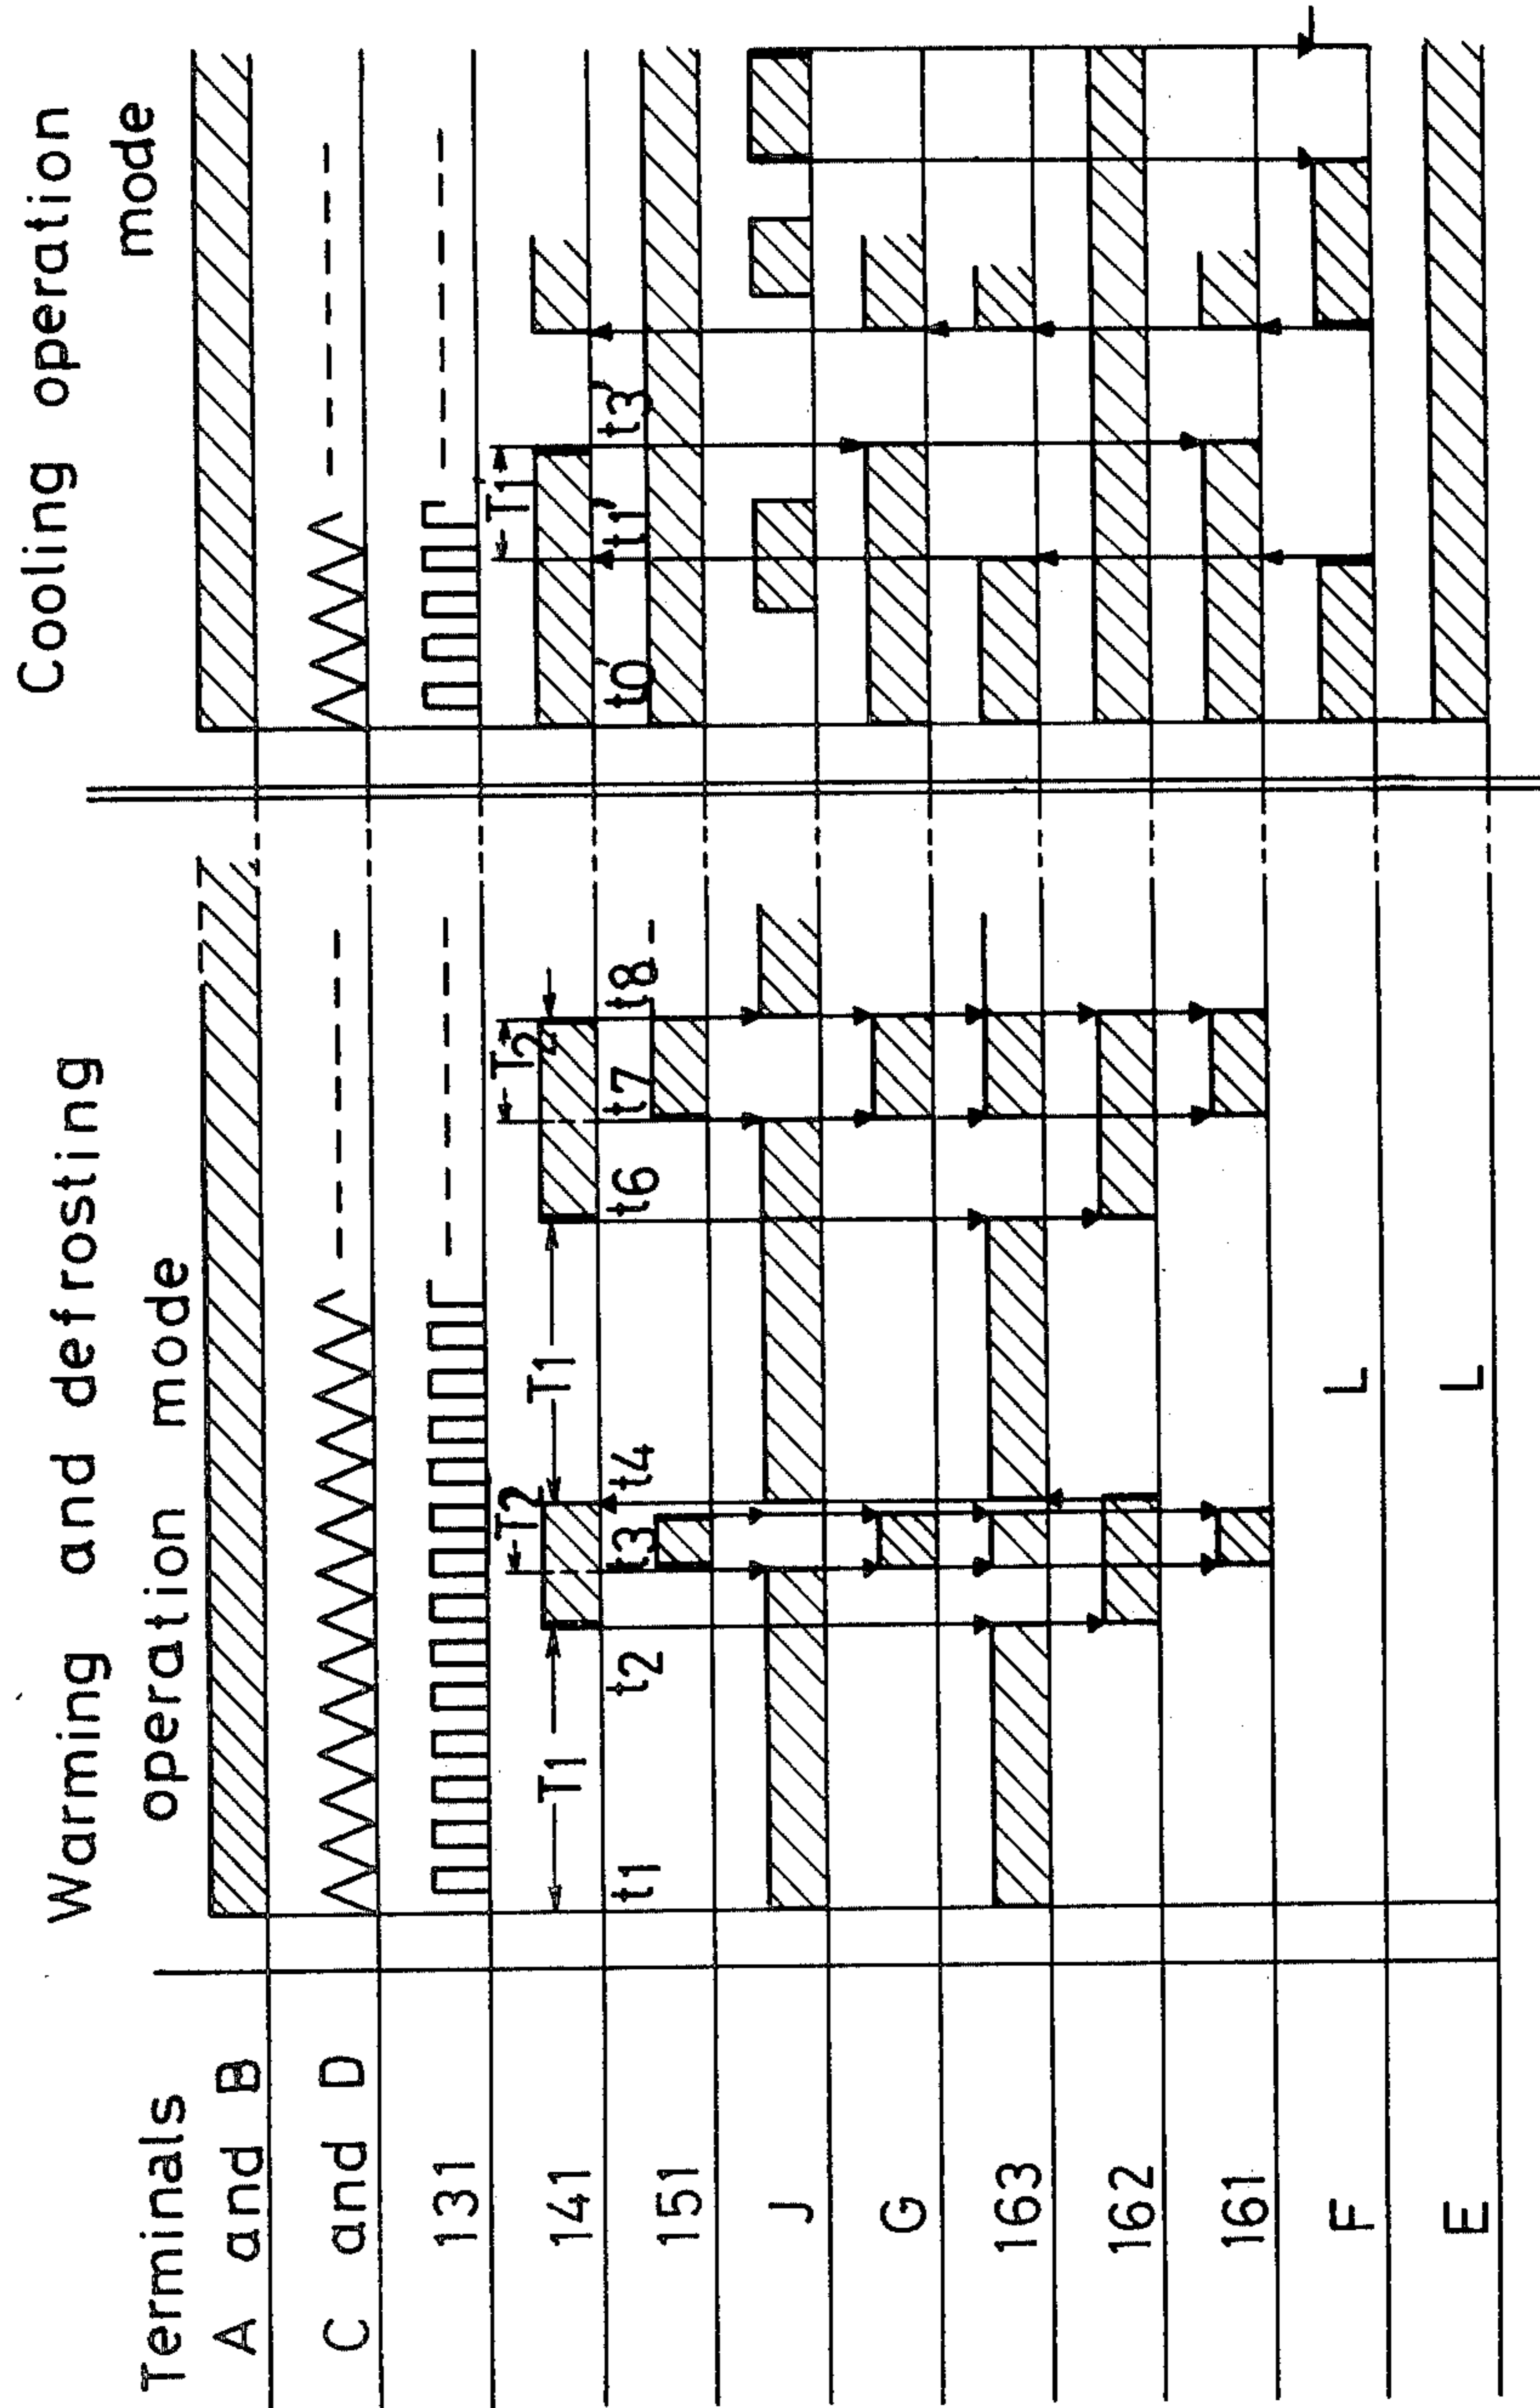 Warming and defrosting
operation mode
Cooling operation
mode
Terminals
A and B
C and D
131
T2
T2
T1
141
T1
T1
t1
t2
t3
t4
t6
t7
t8
t0'
t1'
t3'
151
J
G
163
162
161
F
L
E
L